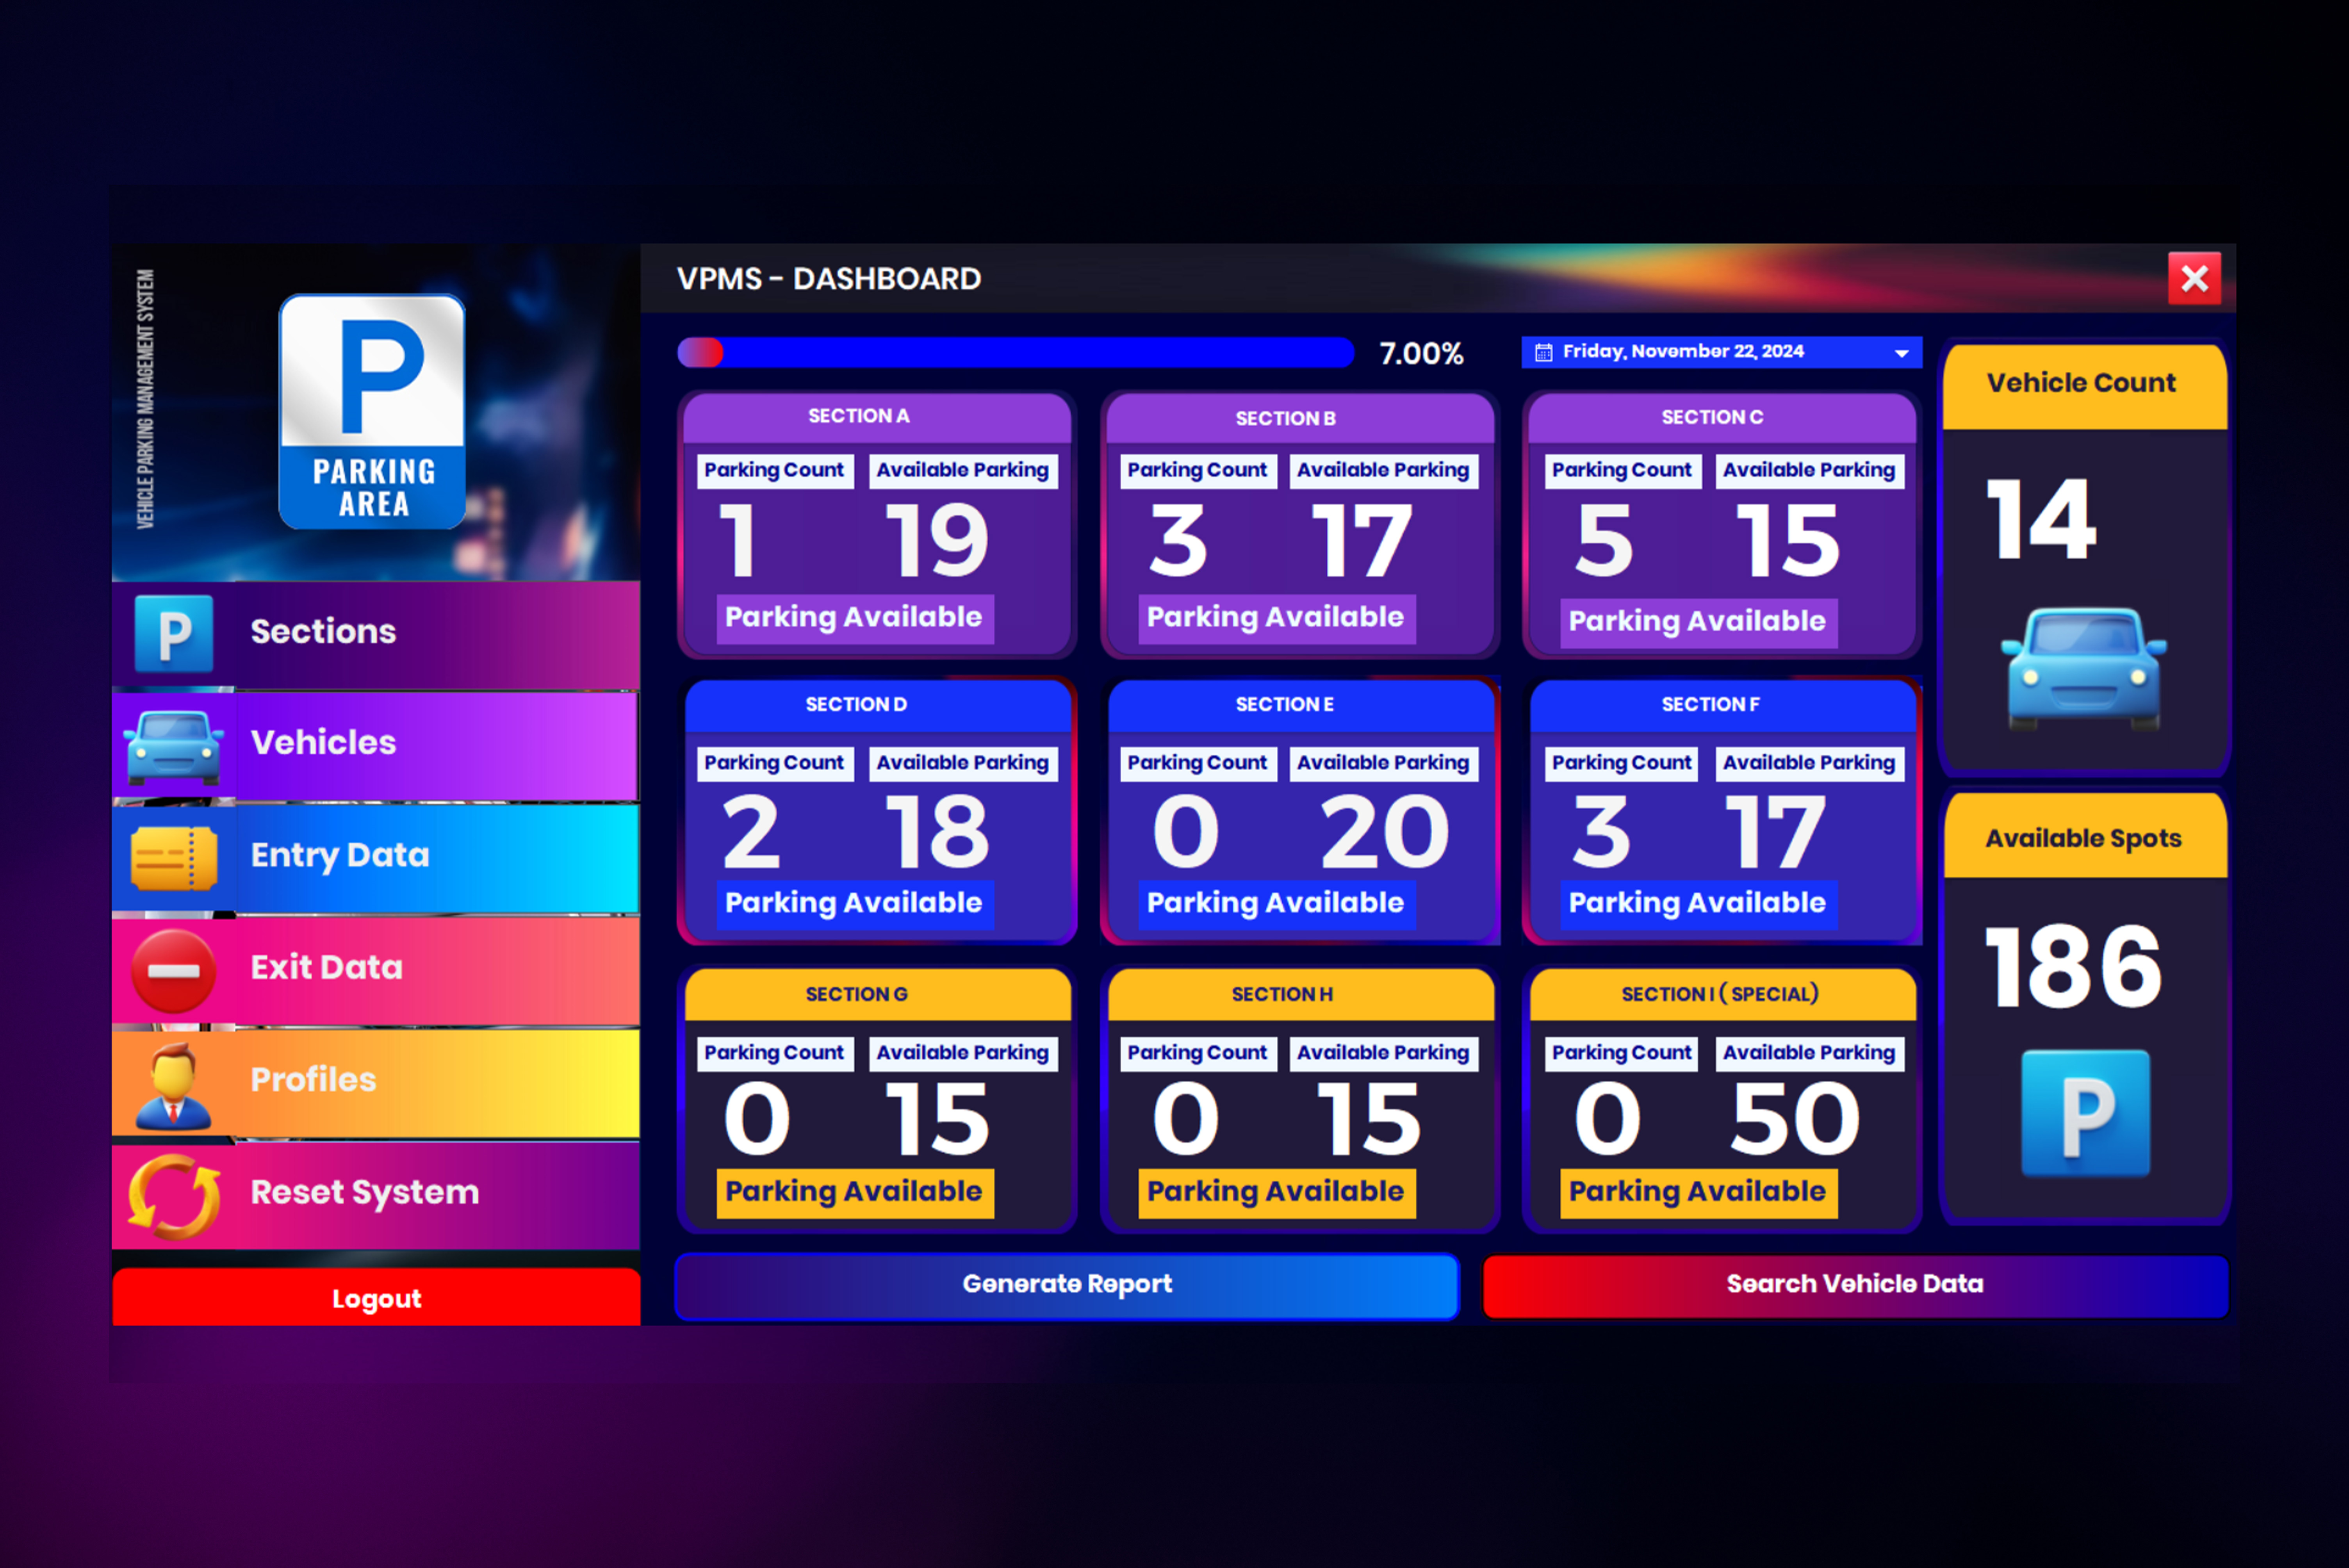 VEHICLE PARKING MANAGEMENT SYSTEM
P
PARKING
AREA
P
Sections
Vehicles
Entry Data
Exit Data
Profiles
Reset System
Logout
VPMS - DASHBOARD
7.00%
Friday, November 22, 2024
SECTION A
Parking Count Available Parking
1 19
Parking Available
SECTION B
Parking Count Available Parking
3 17
Parking Available
SECTION C
Parking Count Available Parking
5 15
Parking Available
SECTION D
Parking Count Available Parking
2 18
Parking Available
SECTION E
Parking Count Available Parking
0 20
Parking Available
SECTION F
Parking Count Available Parking
3 17
Parking Available
SECTION G
Parking Count Available Parking
0 15
Parking Available
SECTION H
Parking Count Available Parking
0 15
Parking Available
SECTION I ( SPECIAL)
Parking Count Available Parking
0 50
Parking Available
Vehicle Count
14
Available Spots
186
P
Generate Report
Search Vehicle Data